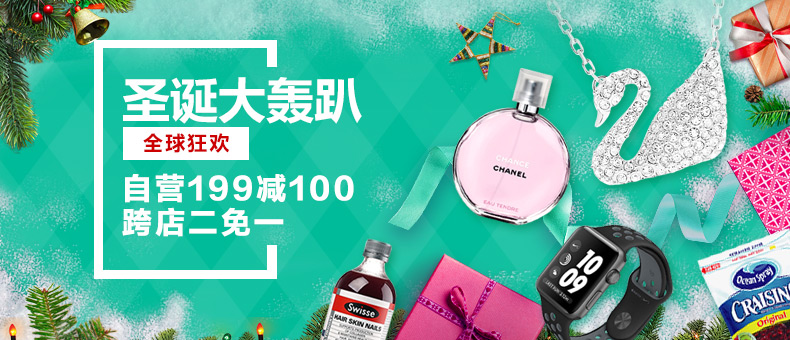 圣诞大轰趴
全球狂欢
自营199减100
跨店二免一
CHANCE
CHANEL
EAU TENDRE
10
09
Swisse
HAIR SKIN NAILS
Ocean Spray
CRAISIN
Original